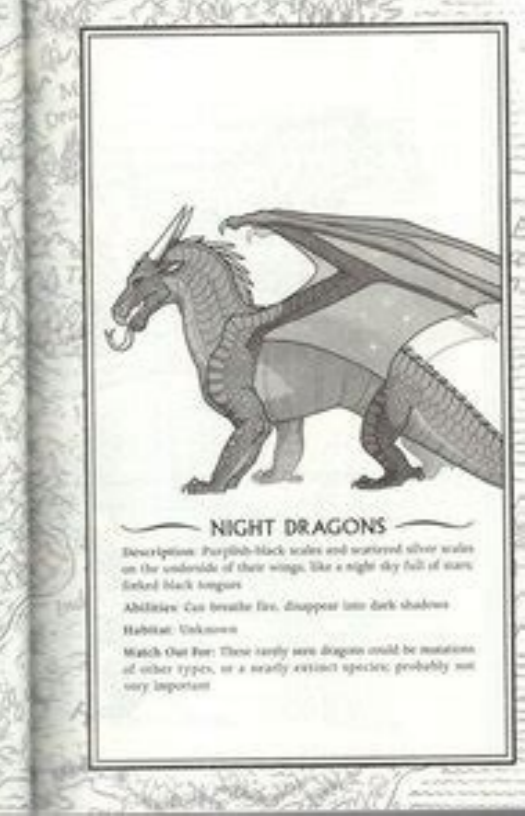 NIGHT DRAGONS
Description: Purplish-black scales and scattered silver scales
on the underside of their wings, like a night sky full of stars;
forked black tongues
Abilities: Can breathe fire, disappear into dark shadows
Habitat: Unknown
Watch Out For: These rarely seen dragons could be mutations
of other types, or a nearly extinct species; probably not
very important